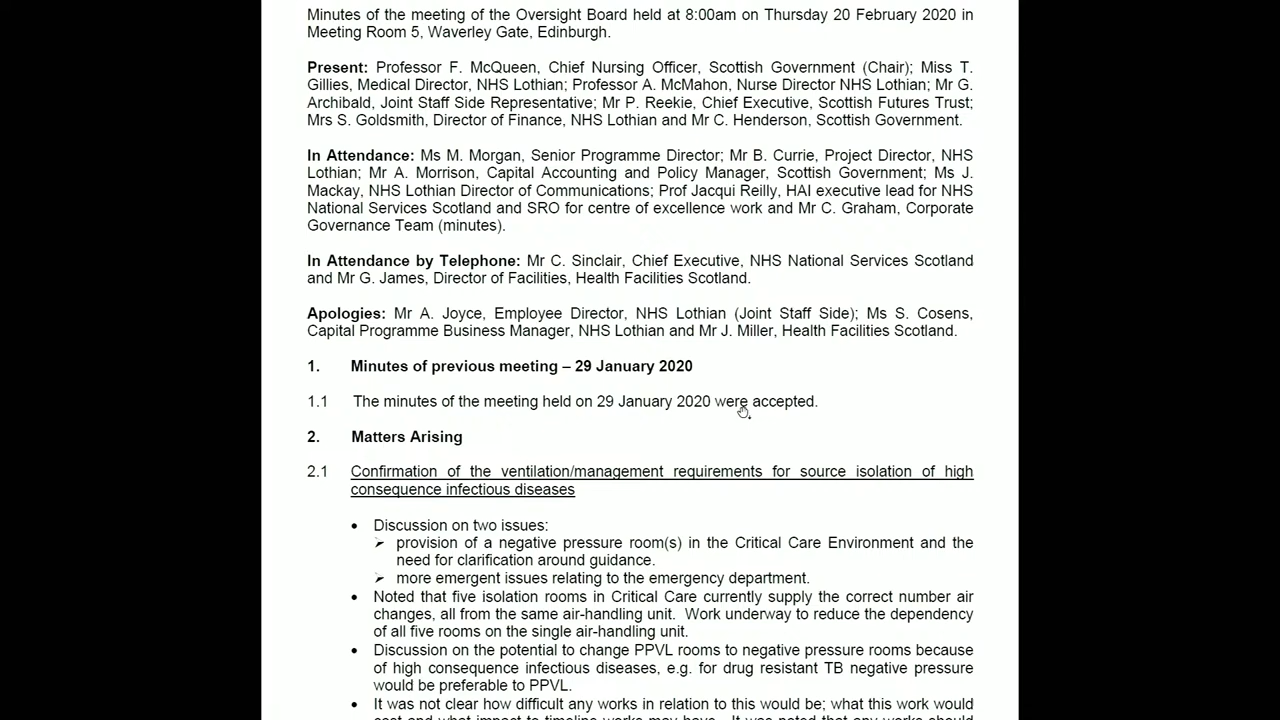 Minutes of the meeting of the Oversight Board held at 8:00am on Thursday 20 February 2020 in
Meeting Room 5, Waverley Gate, Edinburgh.
Present: Professor F. McQueen, Chief Nursing Officer, Scottish Government (Chair); Miss T.
Gillies, Medical Director, NHS Lothian; Professor A. McMahon, Nurse Director NHS Lothian; Mr G.
Archibald, Joint Staff Side Representative; Mr P. Reekie, Chief Executive, Scottish Futures Trust;
Mrs S. Goldsmith, Director of Finance, NHS Lothian and Mr C. Henderson, Scottish Government.
In Attendance: Ms M. Morgan, Senior Programme Director; Mr B. Currie, Project Director, NHS
Lothian; Mr A. Morrison, Capital Accounting and Policy Manager, Scottish Government; Ms J.
Mackay, NHS Lothian Director of Communications; Prof Jacqui Reilly, HAI executive lead for NHS
National Services Scotland and SRO for centre of excellence work and Mr C. Graham, Corporate
Governance Team (minutes).
In Attendance by Telephone: Mr C. Sinclair, Chief Executive, NHS National Services Scotland
and Mr G. James, Director of Facilities, Health Facilities Scotland.
Apologies: Mr A. Joyce, Employee Director, NHS Lothian (Joint Staff Side); Ms S. Cosens,
Capital Programme Business Manager, NHS Lothian and Mr J. Miller, Health Facilities Scotland.
1. Minutes of previous meeting – 29 January 2020
1.1 The minutes of the meeting held on 29 January 2020 were accepted.
2. Matters Arising
2.1 Confirmation of the ventilation/management requirements for source isolation of high
consequence infectious diseases
• Discussion on two issues:
➢ provision of a negative pressure room(s) in the Critical Care Environment and the
need for clarification around guidance.
➢ more emergent issues relating to the emergency department.
• Noted that five isolation rooms in Critical Care currently supply the correct number air
changes, all from the same air-handling unit. Work underway to reduce the dependency
of all five rooms on the single air-handling unit.
• Discussion on the potential to change PPVL rooms to negative pressure rooms because
of high consequence infectious diseases, e.g. for drug resistant TB negative pressure
would be preferable to PPVL.
• It was not clear how difficult any works in relation to this would be; what this work would
cost and what impact to timeline works may have. It was noted that any works should